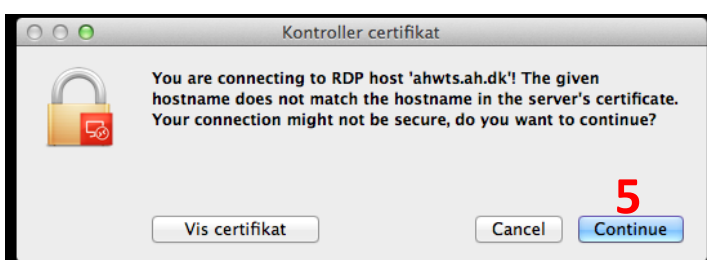 Kontroller certifikat
You are connecting to RDP host 'ahwts.ah.dk'! The given
hostname does not match the hostname in the server's certificate.
Your connection might not be secure, do you want to continue?
5
Vis certifikat Cancel Continue